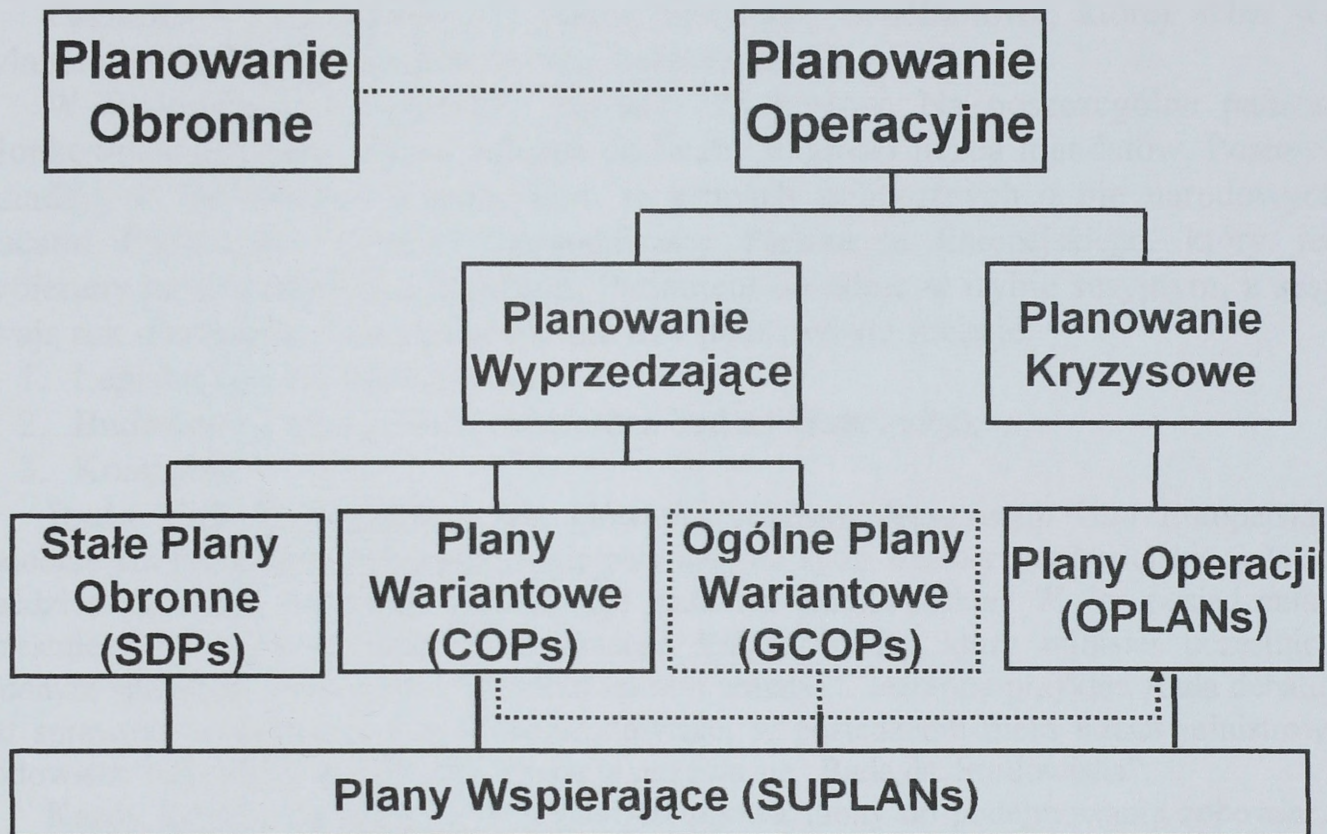 Planowanie
Obronne
Planowanie
Operacyjne
Planowanie
Wyprzedzające
Planowanie
Kryzysowe
Stałe Plany
Obronne
(SDPs)
Plany
Wariantowe
(COPs)
Ogólne Plany
Wariantowe
(GCOPs)
Plany Operacji
(OPLANs)
Plany Wspierające (SUPLANs)